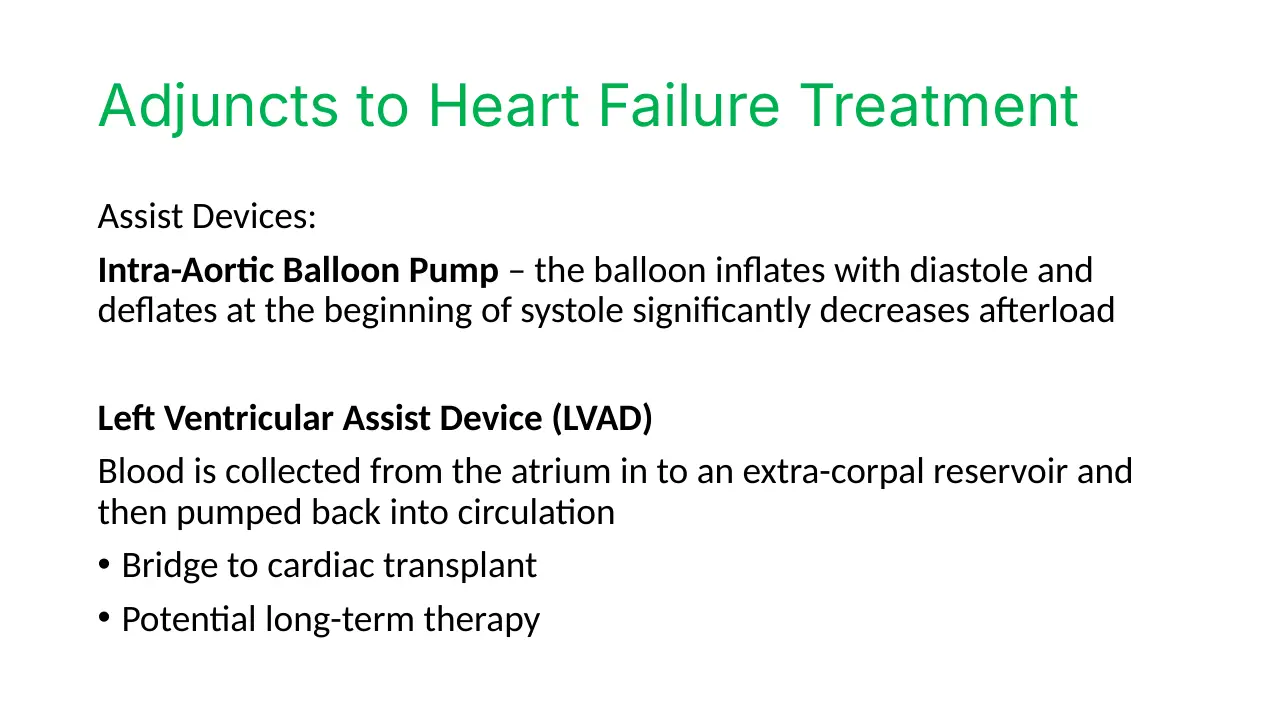 Adjuncts to Heart Failure Treatment
Assist Devices:
Intra-Aortic Balloon Pump – the balloon inflates with diastole and
deflates at the beginning of systole significantly decreases afterload
Left Ventricular Assist Device (LVAD)
Blood is collected from the atrium in to an extra-corpal reservoir and
then pumped back into circulation
• Bridge to cardiac transplant
• Potential long-term therapy